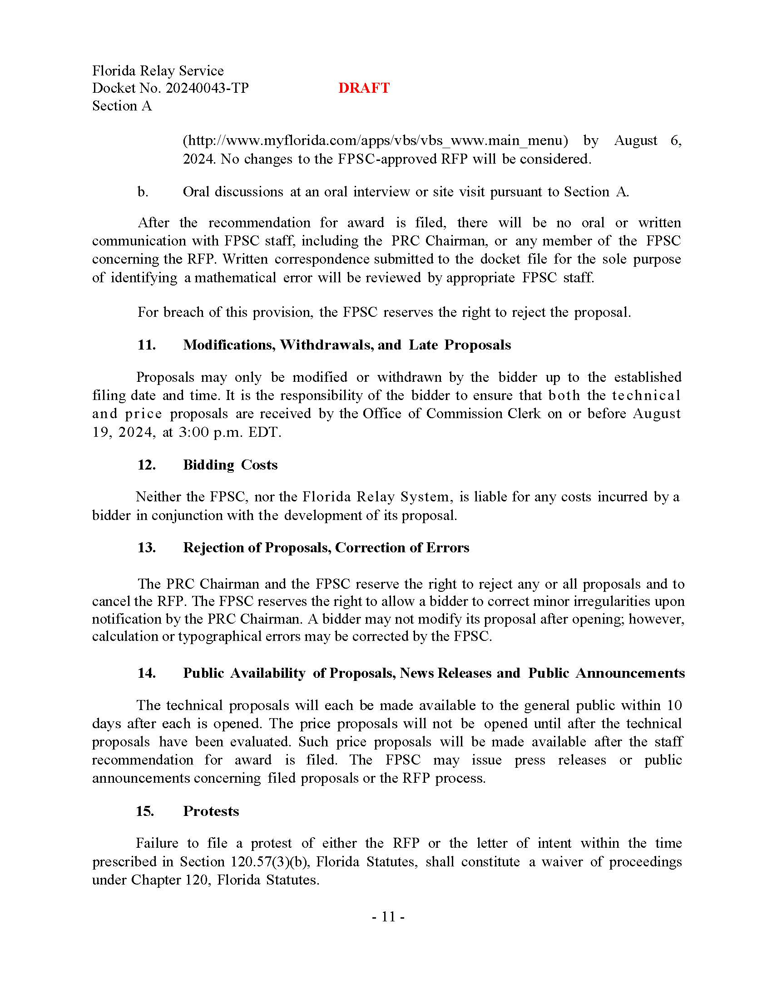 Florida Relay Service
Docket No. 20240043-TP DRAFT
Section A
(http://www.myflorida.com/apps/vbs/vbs_www.main_menu) by August 6,
2024. No changes to the FPSC-approved RFP will be considered.
b. Oral discussions at an oral interview or site visit pursuant to Section A.
After the recommendation for award is filed, there will be no oral or written
communication with FPSC staff, including the PRC Chairman, or any member of the FPSC
concerning the RFP. Written correspondence submitted to the docket file for the sole purpose
of identifying a mathematical error will be reviewed by appropriate FPSC staff.
For breach of this provision, the FPSC reserves the right to reject the proposal.
11. Modifications, Withdrawals, and Late Proposals
Proposals may only be modified or withdrawn by the bidder up to the established
filing date and time. It is the responsibility of the bidder to ensure that both the technical
and price proposals are received by the Office of Commission Clerk on or before August
19, 2024, at 3:00 p.m. EDT.
12. Bidding Costs
Neither the FPSC, nor the Florida Relay System, is liable for any costs incurred by a
bidder in conjunction with the development of its proposal.
13. Rejection of Proposals, Correction of Errors
The PRC Chairman and the FPSC reserve the right to reject any or all proposals and to
cancel the RFP. The FPSC reserves the right to allow a bidder to correct minor irregularities upon
notification by the PRC Chairman. A bidder may not modify its proposal after opening; however,
calculation or typographical errors may be corrected by the FPSC.
14. Public Availability of Proposals, News Releases and Public Announcements
The technical proposals will each be made available to the general public within 10
days after each is opened. The price proposals will not be opened until after the technical
proposals have been evaluated. Such price proposals will be made available after the staff
recommendation for award is filed. The FPSC may issue press releases or public
announcements concerning filed proposals or the RFP process.
15. Protests
Failure to file a protest of either the RFP or the letter of intent within the time
prescribed in Section 120.57(3)(b), Florida Statutes, shall constitute a waiver of proceedings
under Chapter 120, Florida Statutes.
- 11 -